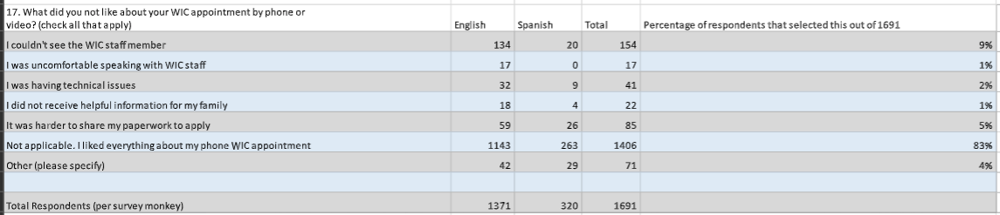 17. What did you not like about your WIC appointment by phone or
video? (check all that apply) English Spanish Total Percentage of respondents that selected this out of 1691
I couldn't see the WIC staff member 134 20 154 9%
I was uncomfortable speaking with WIC staff 17 0 17 1%
I was having technical issues 32 9 41 2%
I did not receive helpful information for my family 18 4 22 1%
It was harder to share my paperwork to apply 59 26 85 5%
Not applicable. I liked everything about my phone WIC appointment 1143 263 1406 83%
Other (please specify) 42 29 71 4%
Total Respondents (per survey monkey) 1371 320 1691